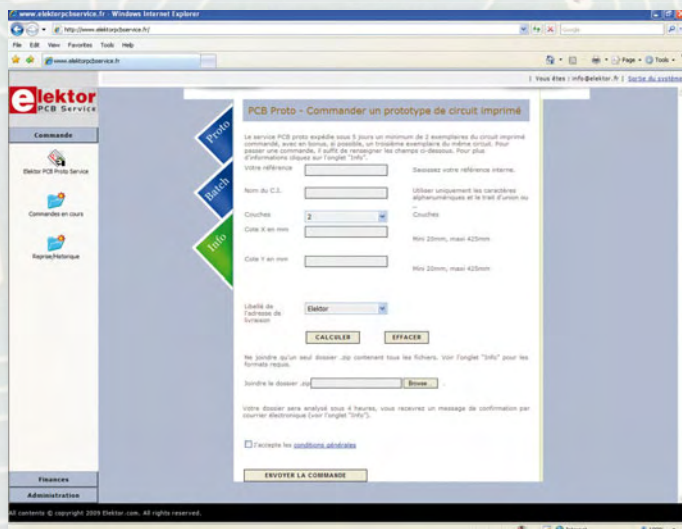 www.elektorpcbservice.fr - Windows Internet Explorer
http://www.elektorpcbservice.fr/
Google
File Edit View Favorites Tools Help
www.elektorpcbservice.fr
Page Tools
Vous êtes : info@elektor.fr | Sortie du système
elektor
PCB Service
Commande
Elektor PCB Proto Service
Commandes en cours
Reprise/Historique
Finances
Administration
Proto
Batch
Info
PCB Proto - Commander un prototype de circuit imprimé
Le service PCB proto expédie sous 5 jours un minimum de 2 exemplaires du circuit imprimé
commandé, avec en bonus, si possible, un troisième exemplaire du même circuit. Pour
passer une commande, il suffit de renseigner les champs ci-dessous. Pour plus
d'informations cliquez sur l'onglet "Info".
Votre référence
Saisissez votre référence interne.
Nom du C.I.
Utiliser uniquement les caractères
alphanumériques et le trait d'union ou
_
Couches
2
Couches
Cote X en mm
Mini 20mm, maxi 425mm
Cote Y en mm
Mini 20mm, maxi 425mm
Libellé de
l'adresse de
livraison
Elektor
CALCULER
EFFACER
Ne joindre qu'un seul dossier .zip contenant tous les fichiers. Voir l'onglet "Info" pour les
formats requis.
Joindre le dossier .zip
Browse...
.
Votre dossier sera analysé sous 4 heures, vous recevrez un message de confirmation par
courrier électronique (voir l'onglet "Info").
J'accepte les conditions générales
ENVOYER LA COMMANDE
All contents © copyright 2009 Elektor.com. All rights reserved.
Internet